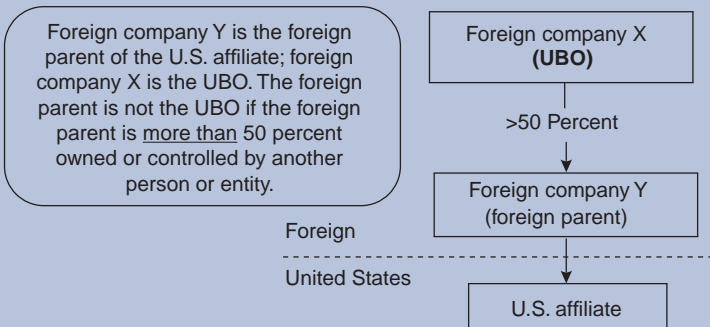 Foreign company Y is the foreign
parent of the U.S. affiliate; foreign
company X is the UBO. The foreign
parent is not the UBO if the foreign
parent is more than 50 percent
owned or controlled by another
person or entity.
Foreign company X
(UBO)
>50 Percent
Foreign company Y
(foreign parent)
Foreign
United States
U.S. affiliate